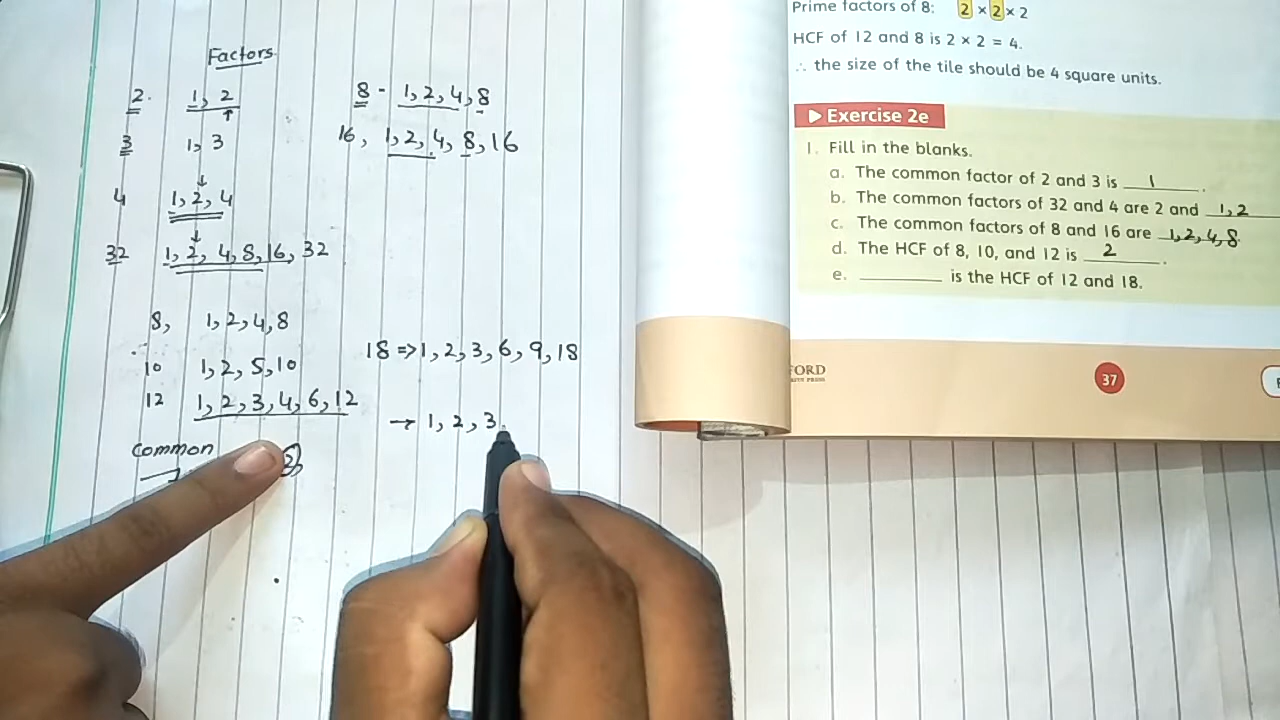 Factors
2. 1, 2
3 1, 3
4 1, 2, 4
32 1, 2, 4, 8, 16, 32
8 - 1, 2, 4, 8
16, 1, 2, 4, 8, 16
8, 1, 2, 4, 8
10 1, 2, 5, 10
12 1, 2, 3, 4, 6, 12
Common
→ 2
18 => 1, 2, 3, 6, 9, 18
→ 1, 2, 3
Prime factors of 8: 2 × 2 × 2
HCF of 12 and 8 is 2 × 2 = 4.
∴ the size of the tile should be 4 square units.
Exercise 2e
1. Fill in the blanks.
a. The common factor of 2 and 3 is 1.
b. The common factors of 32 and 4 are 2 and 1, 2
c. The common factors of 8 and 16 are 1, 2, 4, 8
d. The HCF of 8, 10, and 12 is 2.
e. ________ is the HCF of 12 and 18.
37